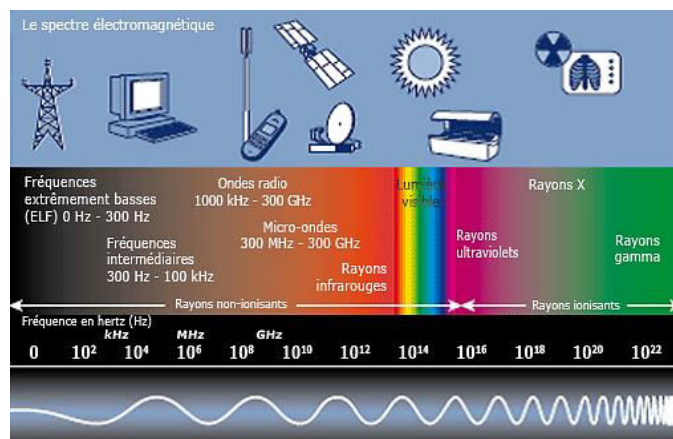 Le spectre électromagnétique
Fréquences
extrêmement basses
(ELF) 0 Hz - 300 Hz
Fréquences
intermédiaires
300 Hz - 100 kHz
Ondes radio
1000 kHz - 300 GHz
Micro-ondes
300 MHz - 300 GHz
Rayons
infrarouges
Lumière
visible
Rayons
ultraviolets
Rayons X
Rayons
gamma
Rayons non-ionisants
Rayons ionisants
Fréquence en hertz (Hz)
kHz MHz GHz
0 10² 10⁴ 10⁶ 10⁸ 10¹⁰ 10¹² 10¹⁴ 10¹⁶ 10¹⁸ 10²⁰ 10²²